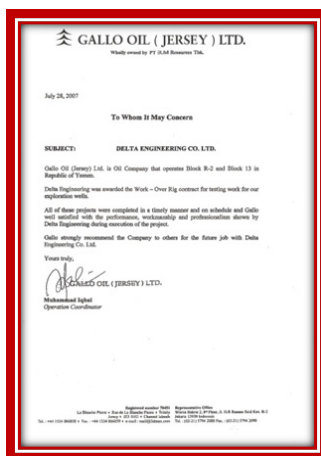 GALLO OIL ( JERSEY ) LTD.
Wholly owned by PT
July 28, 2007
To Whom It May Concern
SUBJECT: DELTA ENGINEERING CO. LTD.
Gallo Oil (Jersey) Ltd. is Oil Company that operates Block R-2 and Block 13 in
Republic of Yemen.
Delta Engineering was awarded the Work – Over Rig contract for testing work for our
exploration wells.
All of these projects were completed in a timely manner and on schedule and Gallo
well satisfied with the performance, workmanship and professionalism shown by
Delta Engineering during execution of the project.
Gallo strongly recommend the Company to others for the future job with Delta
Engineering Co. Ltd.
Yours truly,
GALLO OIL ( JERSEY ) LTD.
Muhammad Iqbal
Operation Coordinator
Registered number
Representative Office